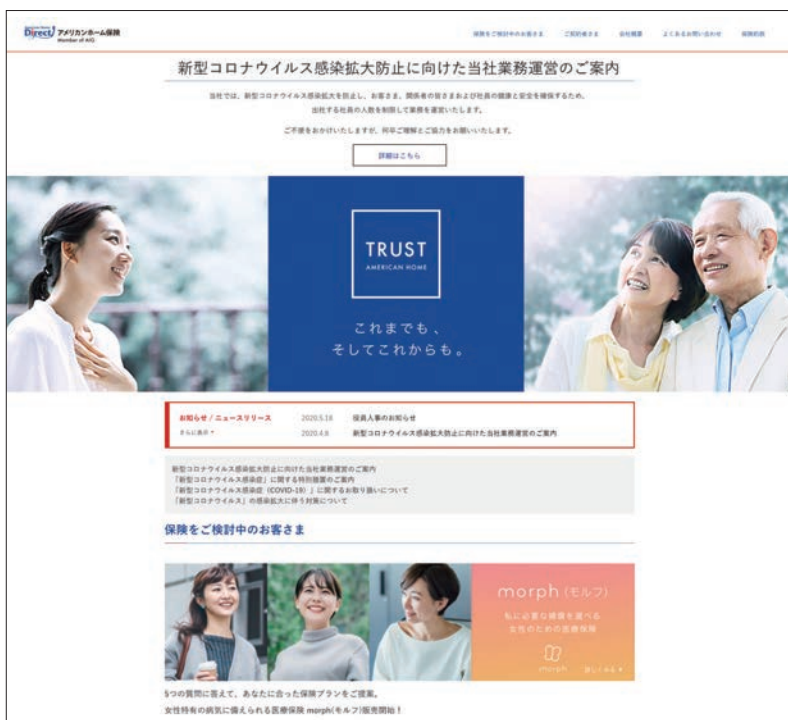 Direct アメリカンホーム保険
Member of AIG
保険をご検討中のお客さま ご契約者さま 会社概要 よくあるお問い合わせ 保険約款
新型コロナウイルス感染拡大防止に向けた当社業務運営のご案内
当社では、新型コロナウイルス感染拡大を防止し、お客さま、関係者の皆さまおよび社員の健康と安全を確保するため、
出社する社員の人数を制限して業務を運営いたします。
ご不便をおかけいたしますが、何卒ご理解とご協力をお願いいたします。
詳細はこちら
TRUST
AMERICAN HOME
これまでも、
そしてこれからも。
お知らせ / ニュースリリース 2020.5.18 役員人事のお知らせ
さらに表示 2020.4.8 新型コロナウイルス感染拡大防止に向けた当社業務運営のご案内
新型コロナウイルス感染拡大防止に向けた当社業務運営のご案内
「新型コロナウイルス感染症」に関する特別措置のご案内
「新型コロナウイルス感染症（COVID-19）」に関するお取り扱いについて
「新型コロナウイルス」の感染拡大に伴う対策について
保険をご検討中のお客さま
morph（モルフ）
私に必要な補償を選べる
女性のための医療保険
morph 詳しくみる
5つの質問に答えて、あなたに合った保険プランをご提案。
女性特有の病気に備えられる医療保険 morph(モルフ)販売開始！